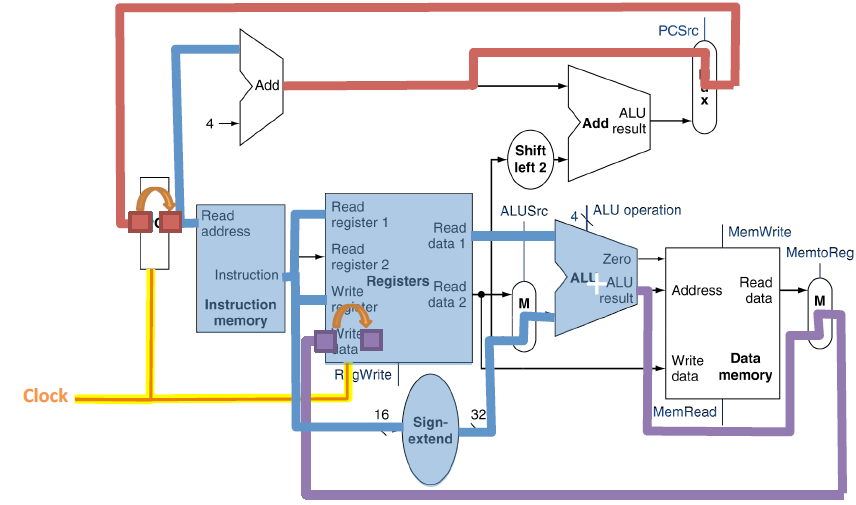 PCSrc
Add
4
Add
ALU
result
u
x
Shift
left 2
Read
address
Instruction
Instruction
memory
Read
register 1
Read
register 2
Write
register
Write
data
Registers
Read
data 1
Read
data 2
RegWrite
ALUSrc
M
4
ALU operation
Zero
ALU
ALU
result
MemWrite
MemtoReg
Address
Read
data
M
Write
data
Data
memory
MemRead
Clock
16
Sign-
extend
32